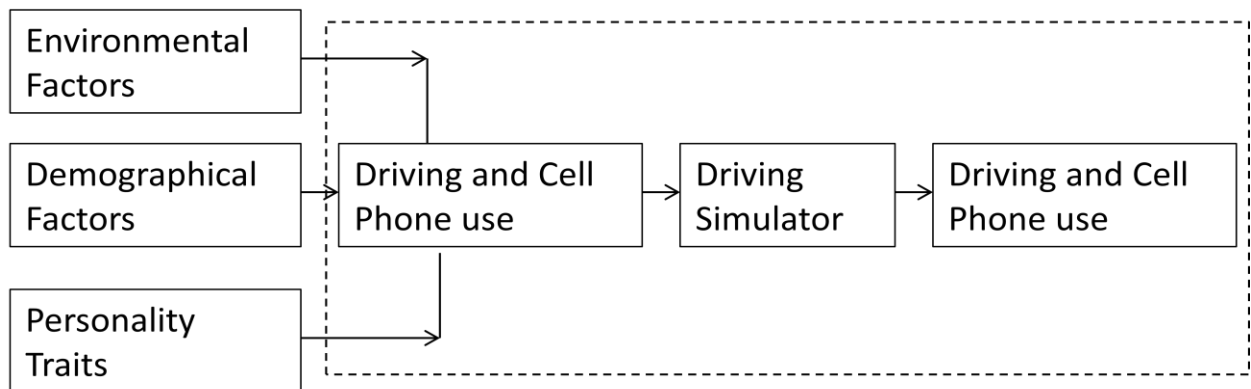 Environmental
Factors
Demographical
Factors
Driving and Cell
Phone use
Driving
Simulator
Driving and Cell
Phone use
Personality
Traits